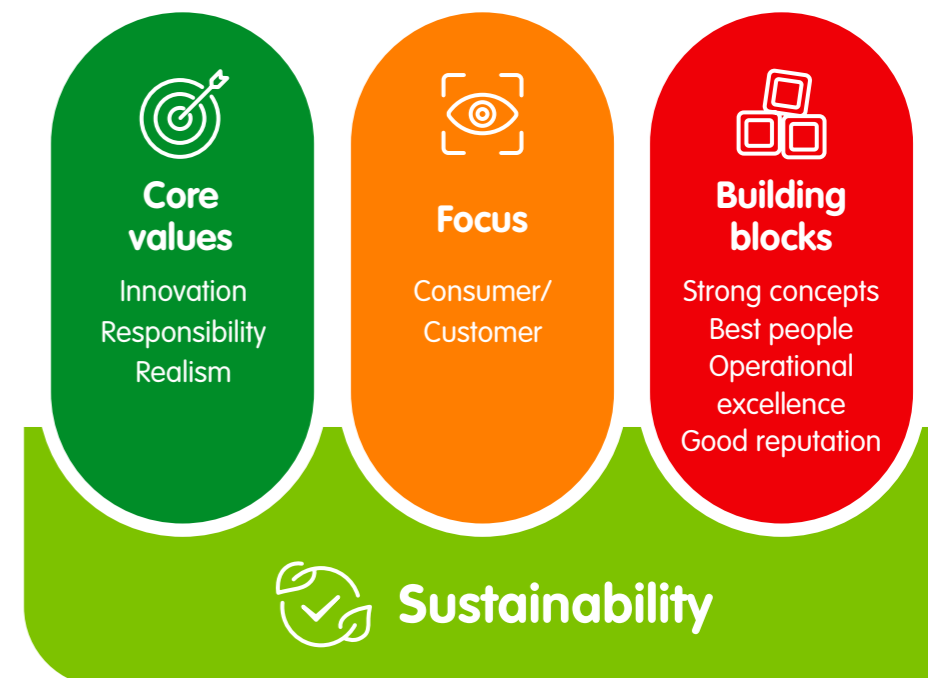 Core
values
Innovation
Responsibility
Realism
Focus
Consumer/
Customer
Building
blocks
Strong concepts
Best people
Operational
excellence
Good reputation
Sustainability